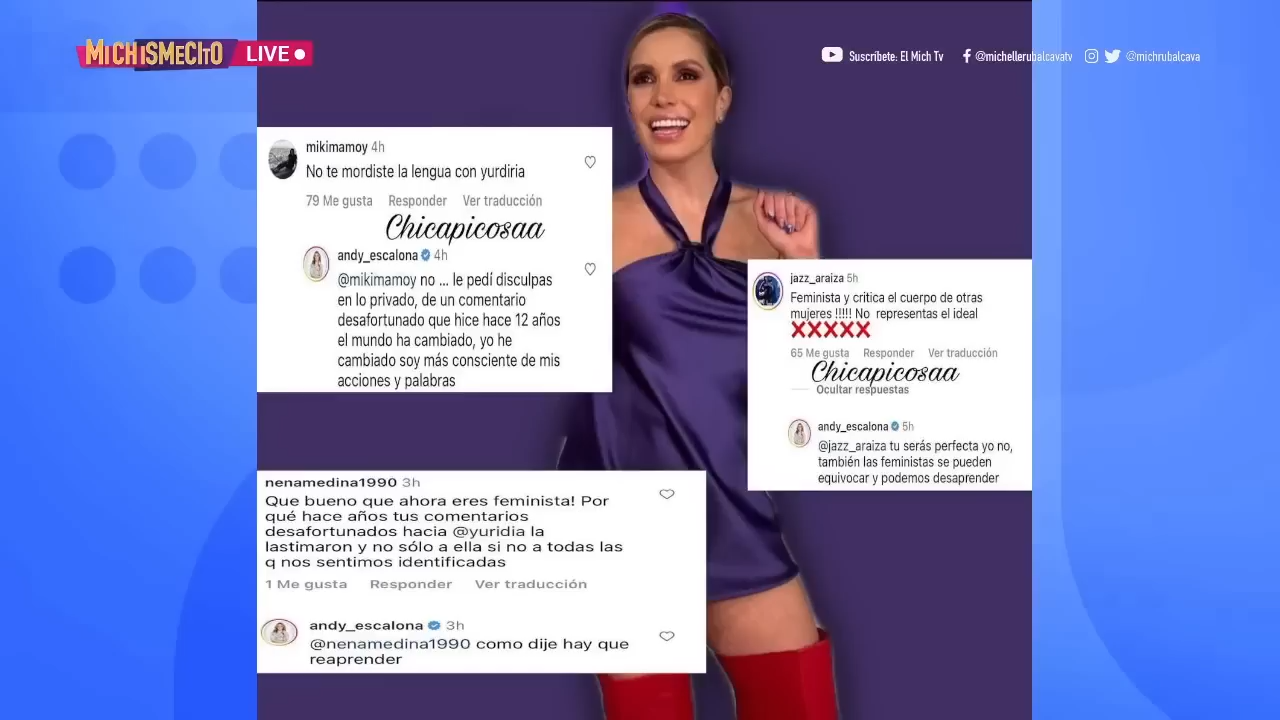 MICHISMECITO LIVE
Suscríbete: El Mich Tv @michellerubalcavatv @michrubalcava
mikimamoy 4h
No te mordiste la lengua con yurdiria
79 Me gusta Responder Ver traducción
Chicapicosaa
andy_escalona 4h
@mikimamoy no ... le pedí disculpas
en lo privado, de un comentario
desafortunado que hice hace 12 años
el mundo ha cambiado, yo he
cambiado soy más consciente de mis
acciones y palabras
jazz_araiza 5h
Feminista y critica el cuerpo de otras
mujeres !!!!! No representas el ideal
❌❌❌❌❌
65 Me gusta Responder Ver traducción
Chicapicosaa
Ocultar respuestas
andy_escalona 5h
@jazz_araiza tu serás perfecta yo no,
también las feministas se pueden
equivocar y podemos desaprender
nenamedina1990 3h
Que bueno que ahora eres feminista! Por
qué hace años tus comentarios
desafortunados hacia @yuridia la
lastimaron y no sólo a ella si no a todas las
q nos sentimos identificadas
1 Me gusta Responder Ver traducción
andy_escalona 3h
@nenamedina1990 como dije hay que
reaprender